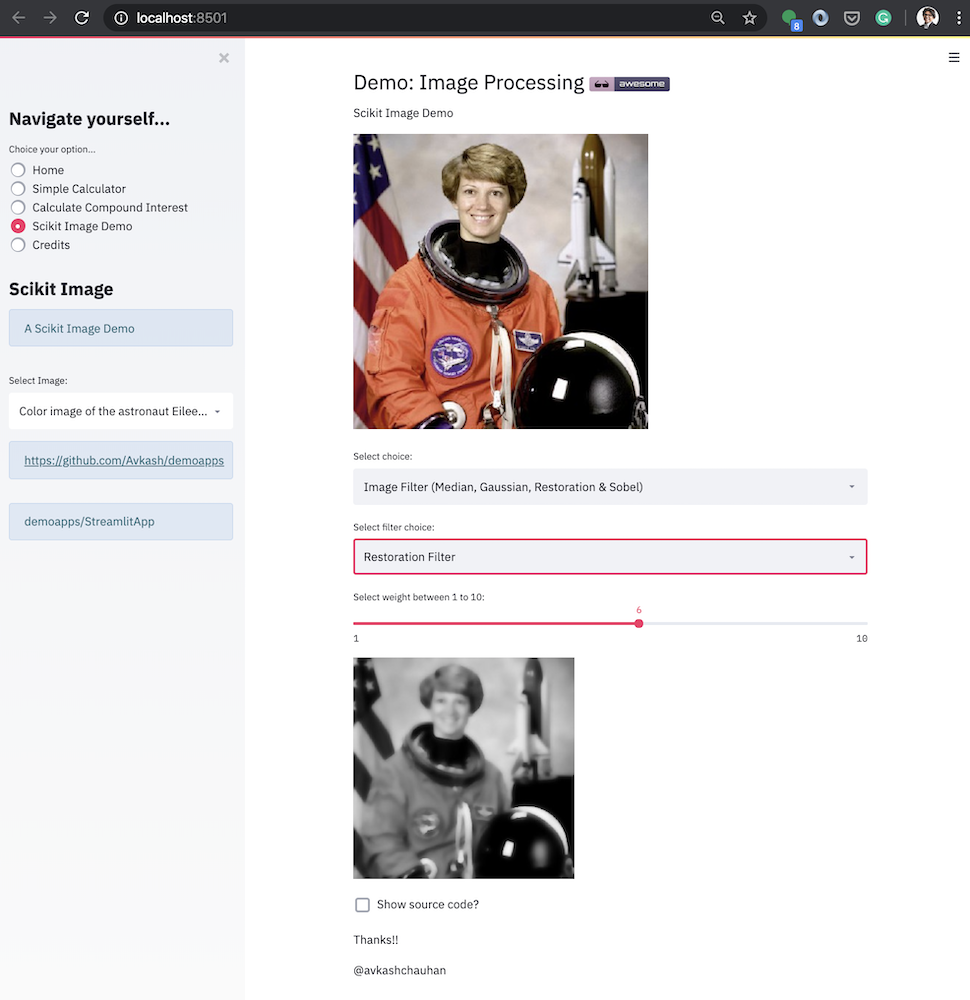 localhost:8501
8
Navigate yourself...
Choice your option...
Home
Simple Calculator
Calculate Compound Interest
Scikit Image Demo
Credits
Scikit Image
A Scikit Image Demo
Select Image:
Color image of the astronaut Eilee...
https://github.com/Avkash/demoapps
demoapps/StreamlitApp
Demo: Image Processing awesome
Scikit Image Demo
Select choice:
Image Filter (Median, Gaussian, Restoration & Sobel)
Select filter choice:
Restoration Filter
Select weight between 1 to 10:
6
1 10
Show source code?
Thanks!!
@avkashchauhan